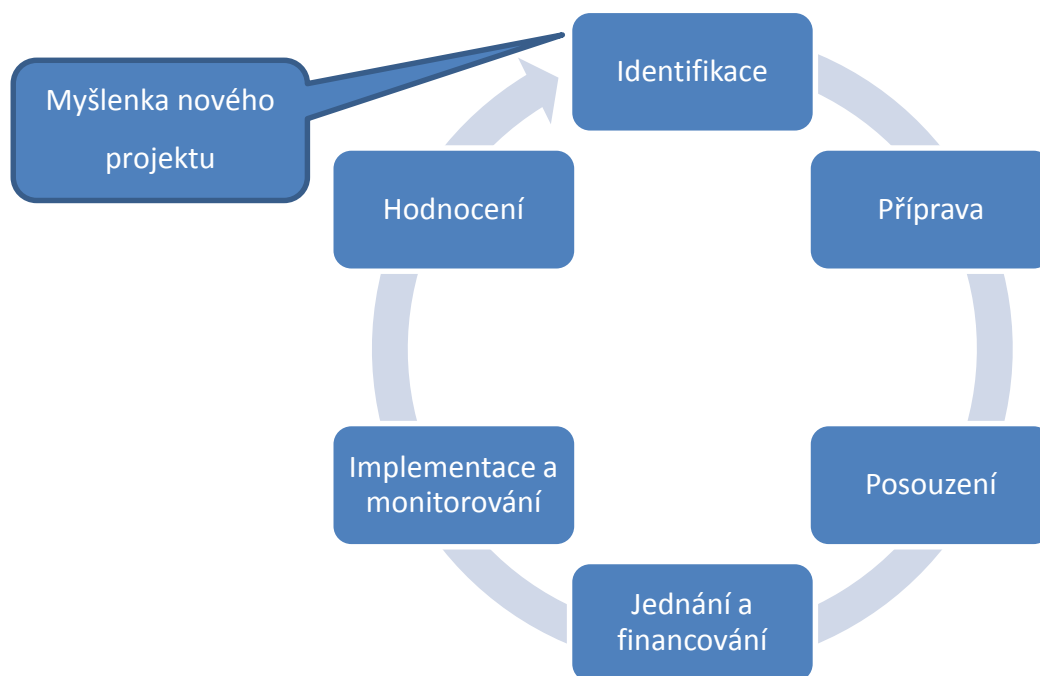 Myšlenka nového
projektu
Identifikace
Příprava
Posouzení
Jednání a
financování
Implementace a
monitorování
Hodnocení